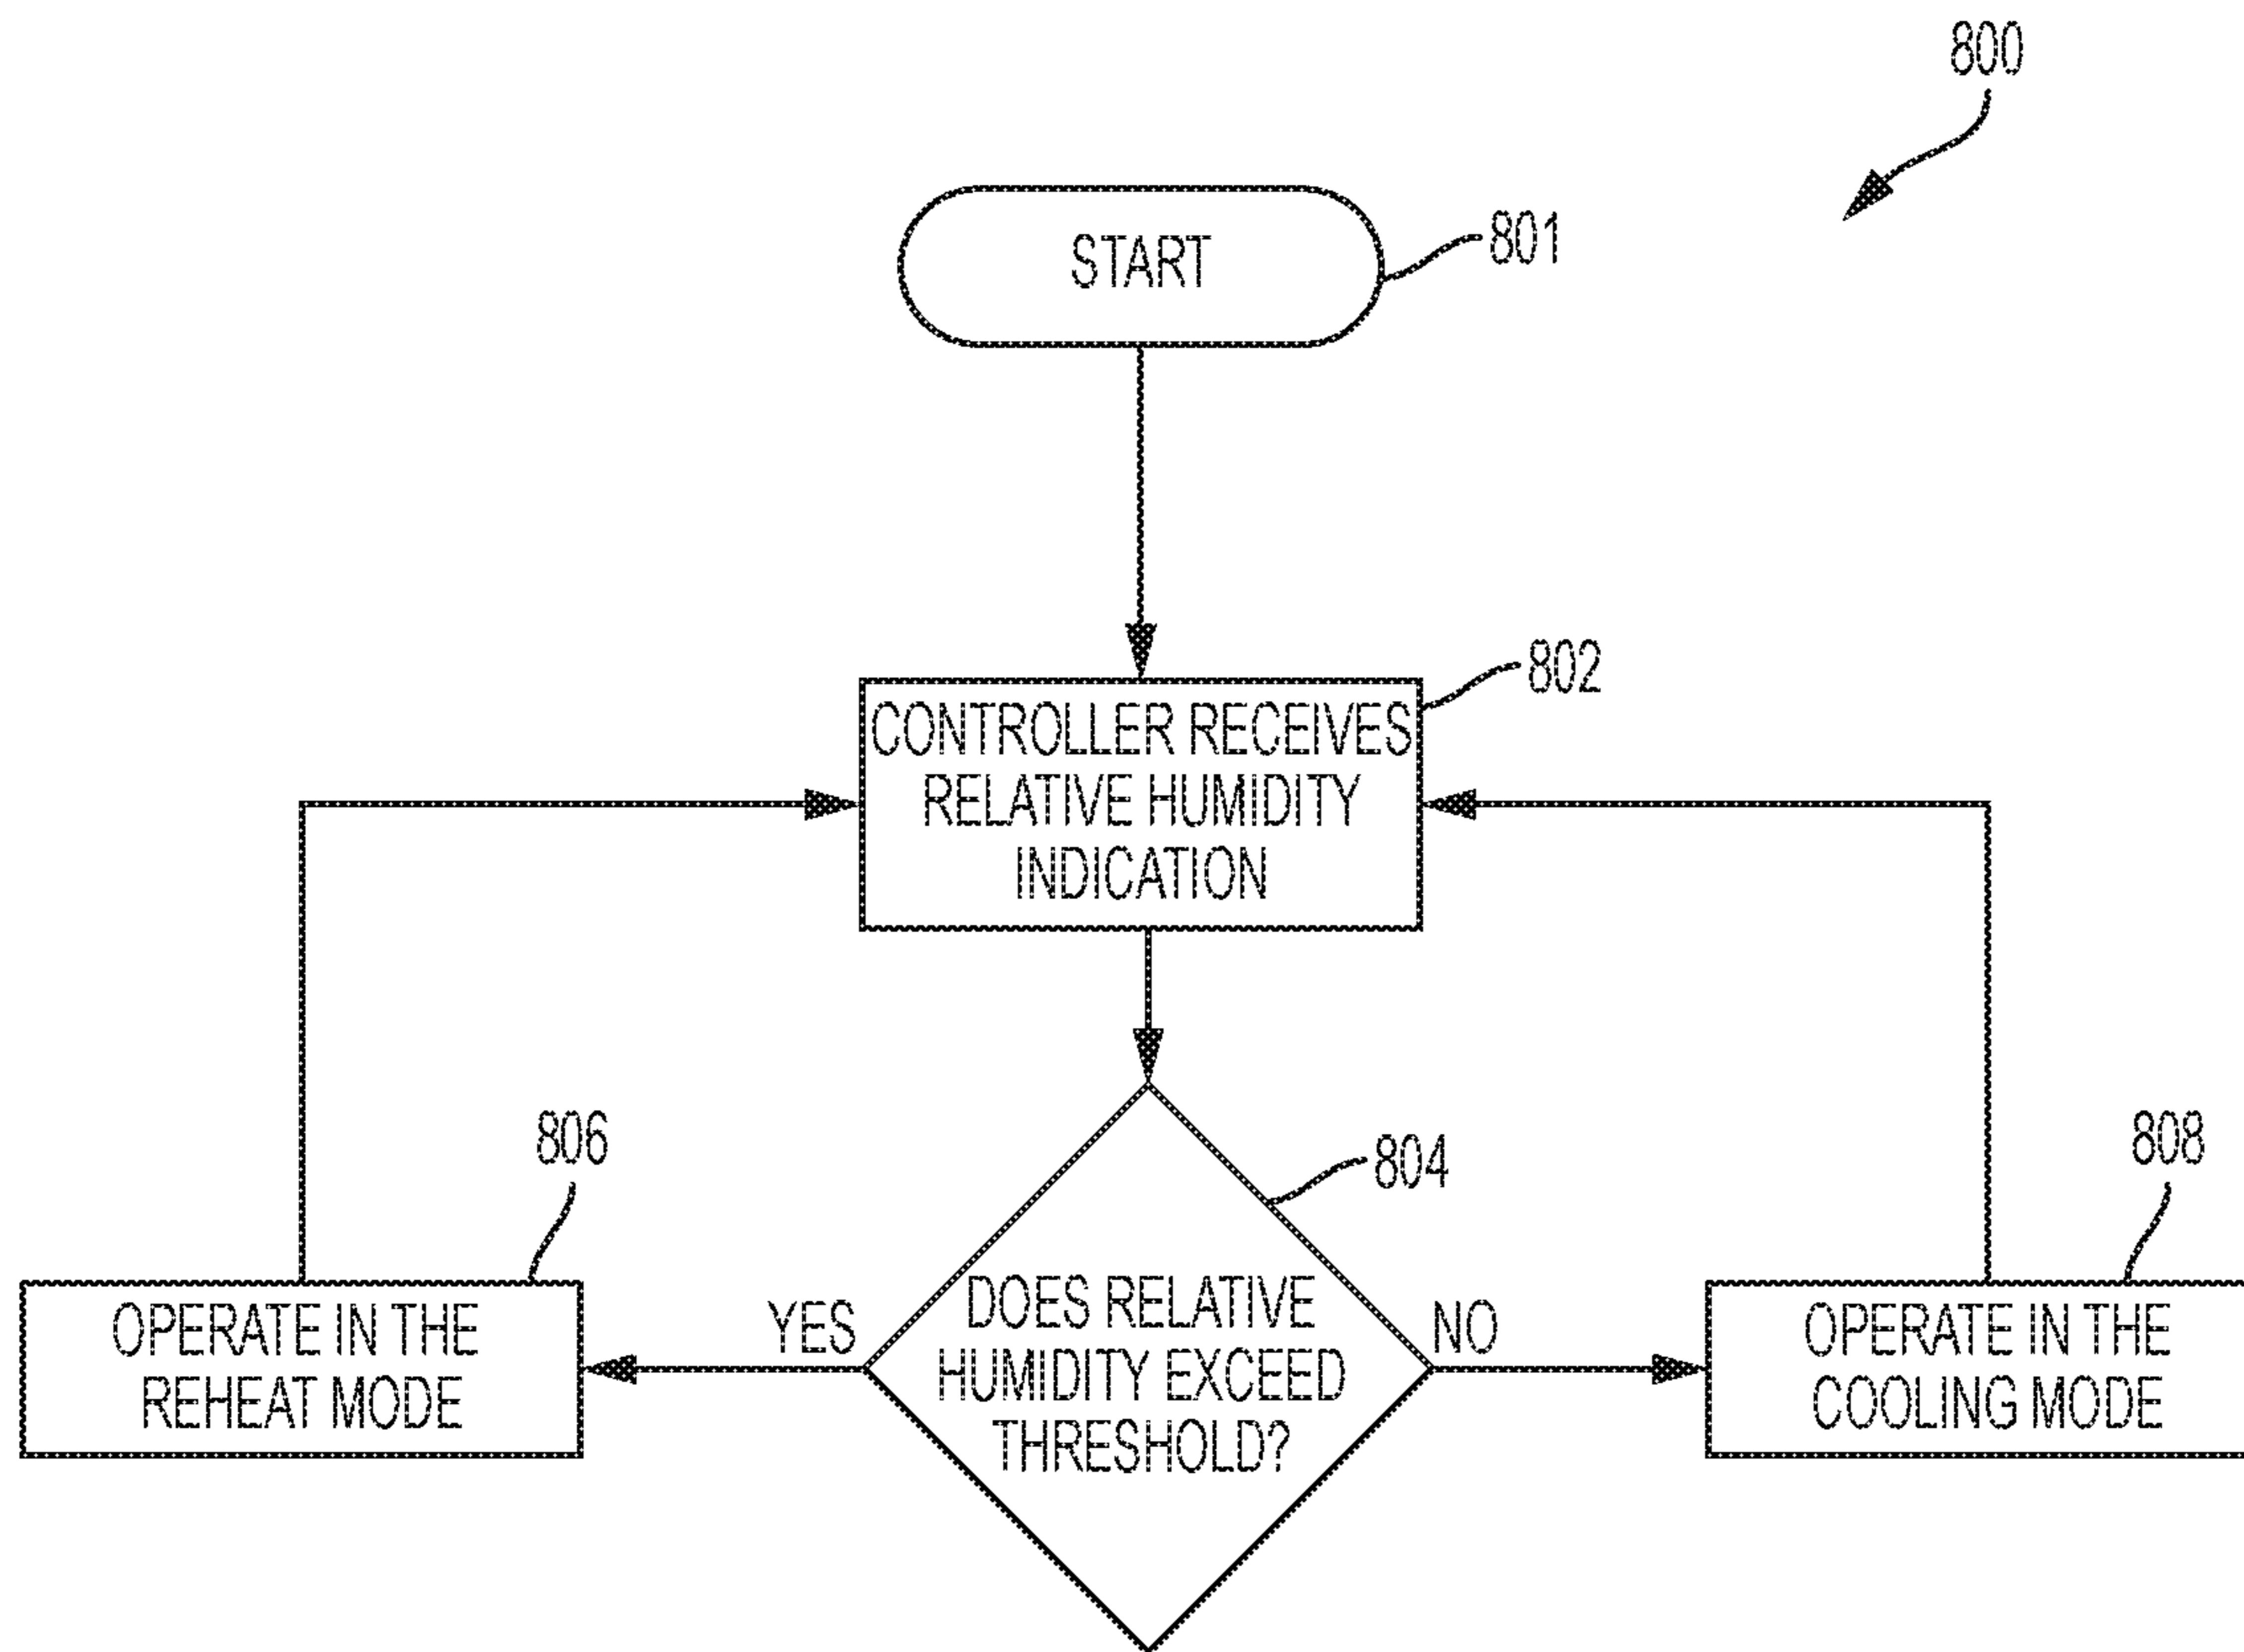 800
START
801
CONTROLLER RECEIVES
RELATIVE HUMIDITY
INDICATION
802
806
804
808
OPERATE IN THE
REHEAT MODE
YES
DOES RELATIVE
HUMIDITY EXCEED
THRESHOLD?
NO
OPERATE IN THE
COOLING MODE